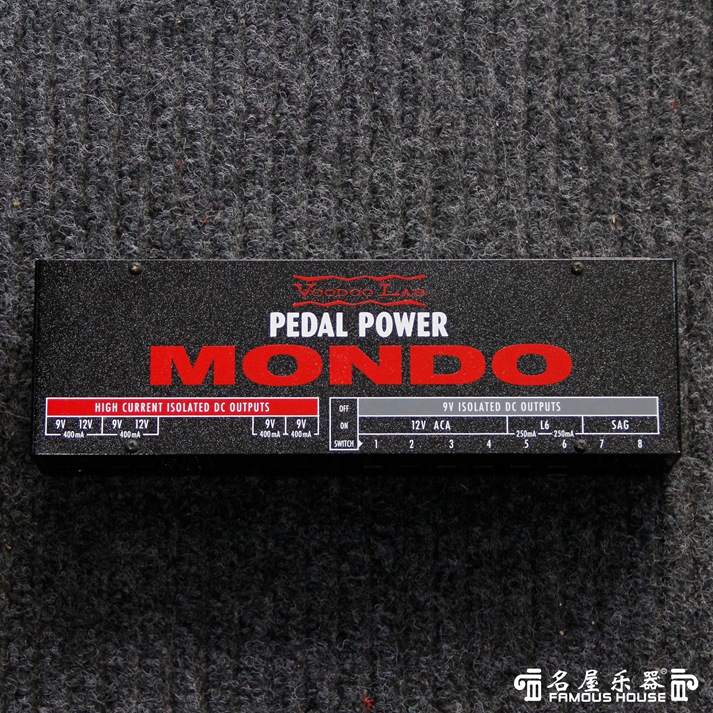 VOODOO LAB
PEDAL POWER
MONDO
HIGH CURRENT ISOLATED DC OUTPUTS
9V 12V 9V 12V 9V 9V
400mA 400mA 400mA 400mA
OFF 9V ISOLATED DC OUTPUTS
ON 12V ACA L6 SAG
250mA 250mA
SWITCH 1 2 3 4 5 6 7 8
名屋乐器®
FAMOUS HOUSE